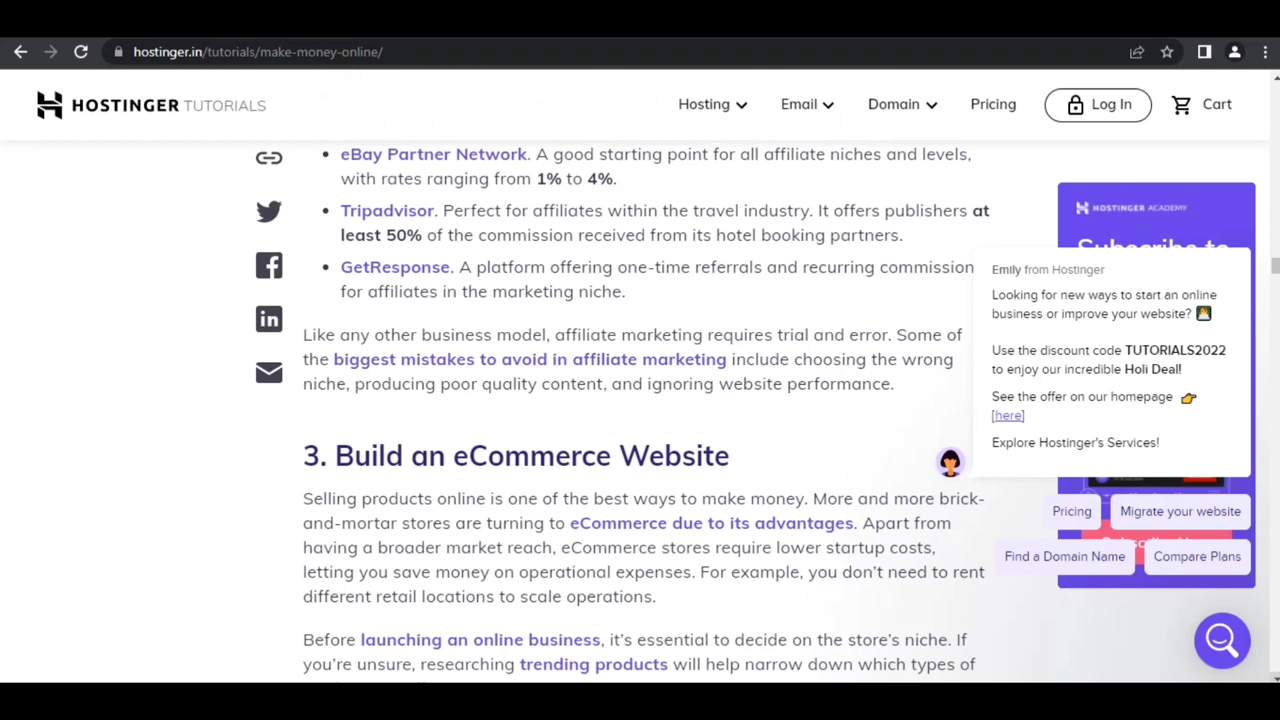 hostinger.in/tutorials/make-money-online/
HOSTINGER TUTORIALS
Hosting
Email
Domain
Pricing
Log In
Cart
• eBay Partner Network. A good starting point for all affiliate niches and levels,
with rates ranging from 1% to 4%.
• Tripadvisor. Perfect for affiliates within the travel industry. It offers publishers at
least 50% of the commission received from its hotel booking partners.
• GetResponse. A platform offering one-time referrals and recurring commission
for affiliates in the marketing niche.
Like any other business model, affiliate marketing requires trial and error. Some of
the biggest mistakes to avoid in affiliate marketing include choosing the wrong
niche, producing poor quality content, and ignoring website performance.
3. Build an eCommerce Website
Selling products online is one of the best ways to make money. More and more brick-
and-mortar stores are turning to eCommerce due to its advantages. Apart from
having a broader market reach, eCommerce stores require lower startup costs,
letting you save money on operational expenses. For example, you don't need to rent
different retail locations to scale operations.
Before launching an online business, it's essential to decide on the store's niche. If
you're unsure, researching trending products will help narrow down which types of
HOSTINGER ACADEMY
Subscribe to
Emily from Hostinger
Looking for new ways to start an online
business or improve your website?
Use the discount code TUTORIALS2022
to enjoy our incredible Holi Deal!
See the offer on our homepage
[here]
Explore Hostinger's Services!
Pricing
Migrate your website
Find a Domain Name
Compare Plans